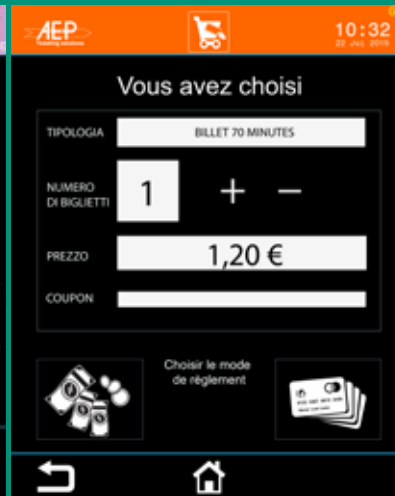 AEP
Ticketing solutions
10:32
22 Jul 2015
Vous avez choisi
TIPOLOGIA
BILLET 70 MINUTES
NUMERO
DI BIGLIETTI
1
+ −
PREZZO
1,20 €
COUPON
Choisir le mode
de règlement